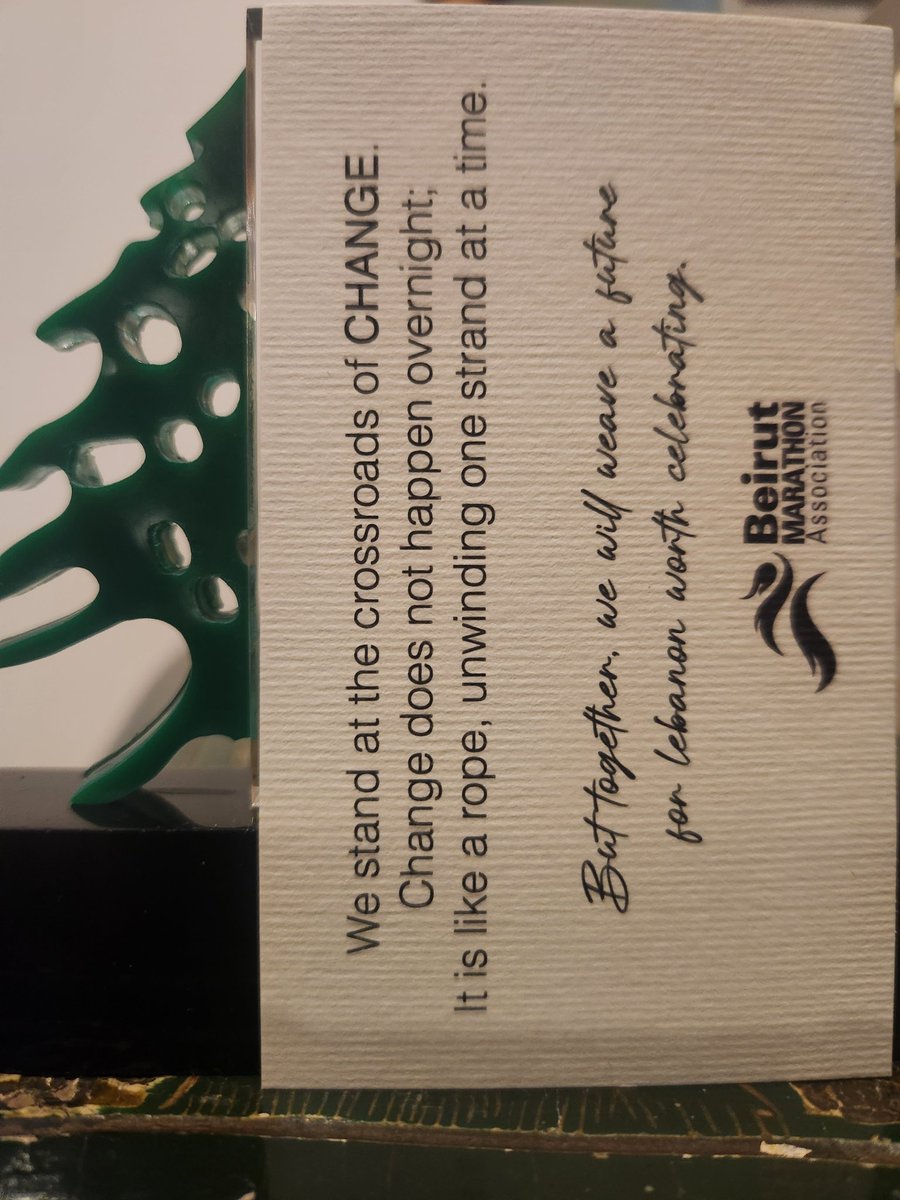 We stand at the crossroads of CHANGE.
Change does not happen overnight;
It is like a rope, unwinding one strand at a time.
But together, we will weave a future
for lebanon worth celebrating.
Beirut
MARATHON
Association